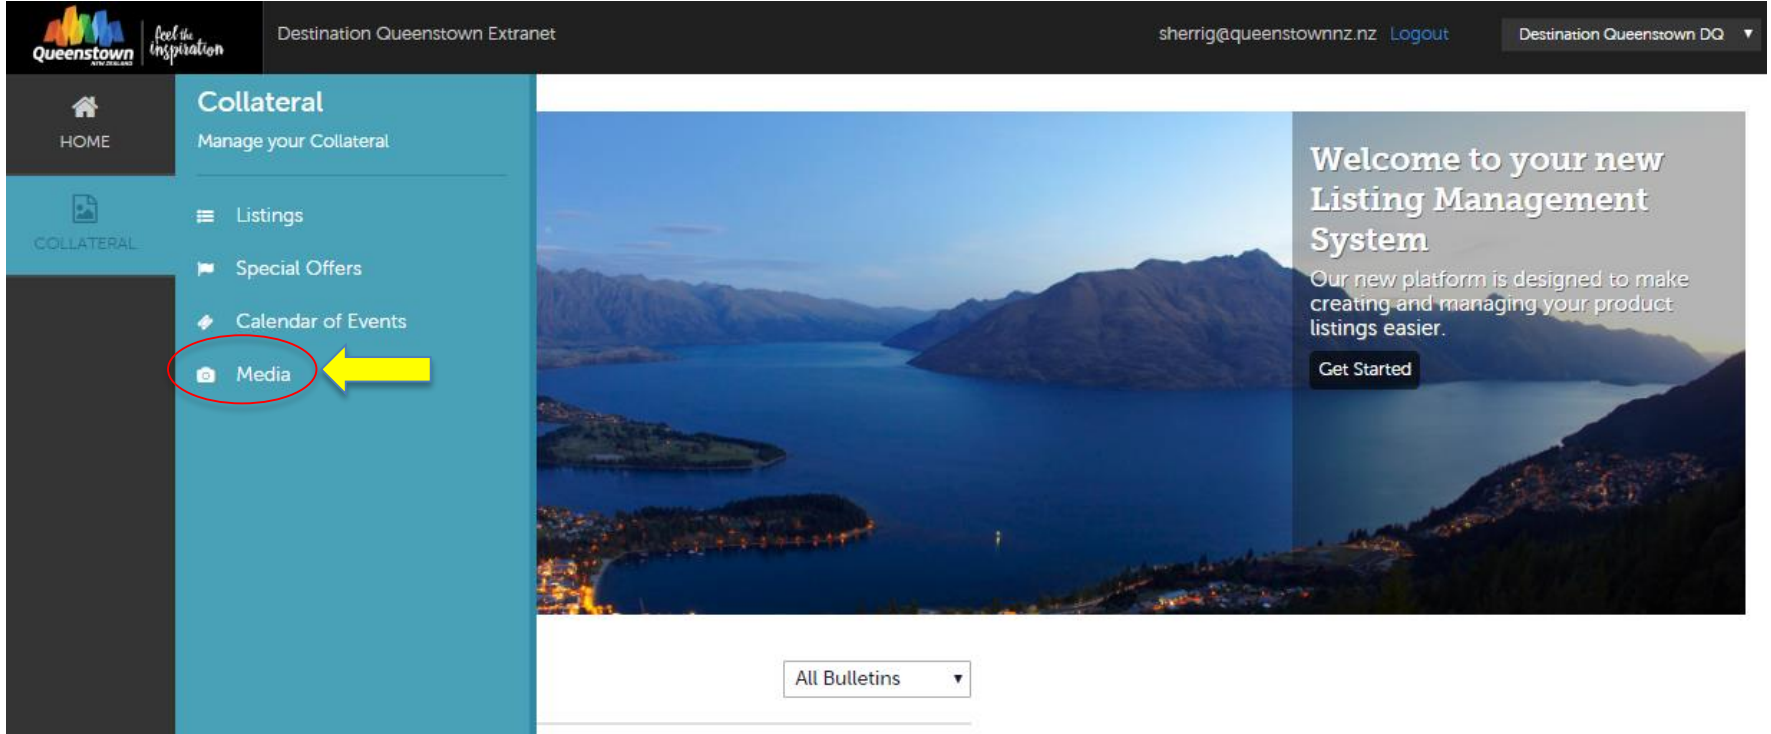 Queenstown
NEW ZEALAND
feel the
inspiration
Destination Queenstown Extranet
sherrig@queenstownnz.nz Logout
Destination Queenstown DQ
HOME
COLLATERAL
Collateral
Manage your Collateral
Listings
Special Offers
Calendar of Events
Media
Welcome to your new
Listing Management
System
Our new platform is designed to make
creating and managing your product
listings easier.
Get Started
All Bulletins